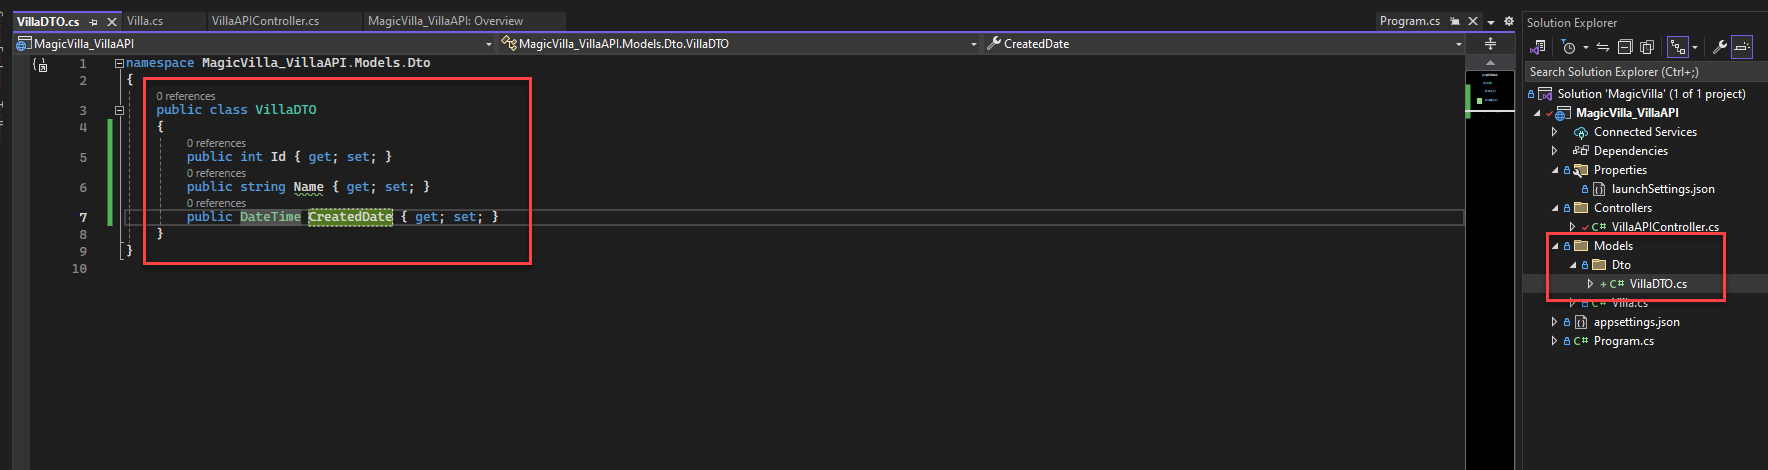 VillaDTO.cs
Villa.cs
VillaAPIController.cs
MagicVilla_VillaAPI: Overview
Program.cs
MagicVilla_VillaAPI
MagicVilla_VillaAPI.Models.Dto.VillaDTO
CreatedDate
1 namespace MagicVilla_VillaAPI.Models.Dto
2 {
0 references
3 public class VillaDTO
4 {
0 references
5 public int Id { get; set; }
0 references
6 public string Name { get; set; }
0 references
7 public DateTime CreatedDate { get; set; }
8 }
9 }
10
Solution Explorer
Search Solution Explorer (Ctrl+;)
Solution 'MagicVilla' (1 of 1 project)
MagicVilla_VillaAPI
Connected Services
Dependencies
Properties
launchSettings.json
Controllers
C# VillaAPIController.cs
Models
Dto
+ C# VillaDTO.cs
C# Villa.cs
appsettings.json
C# Program.cs